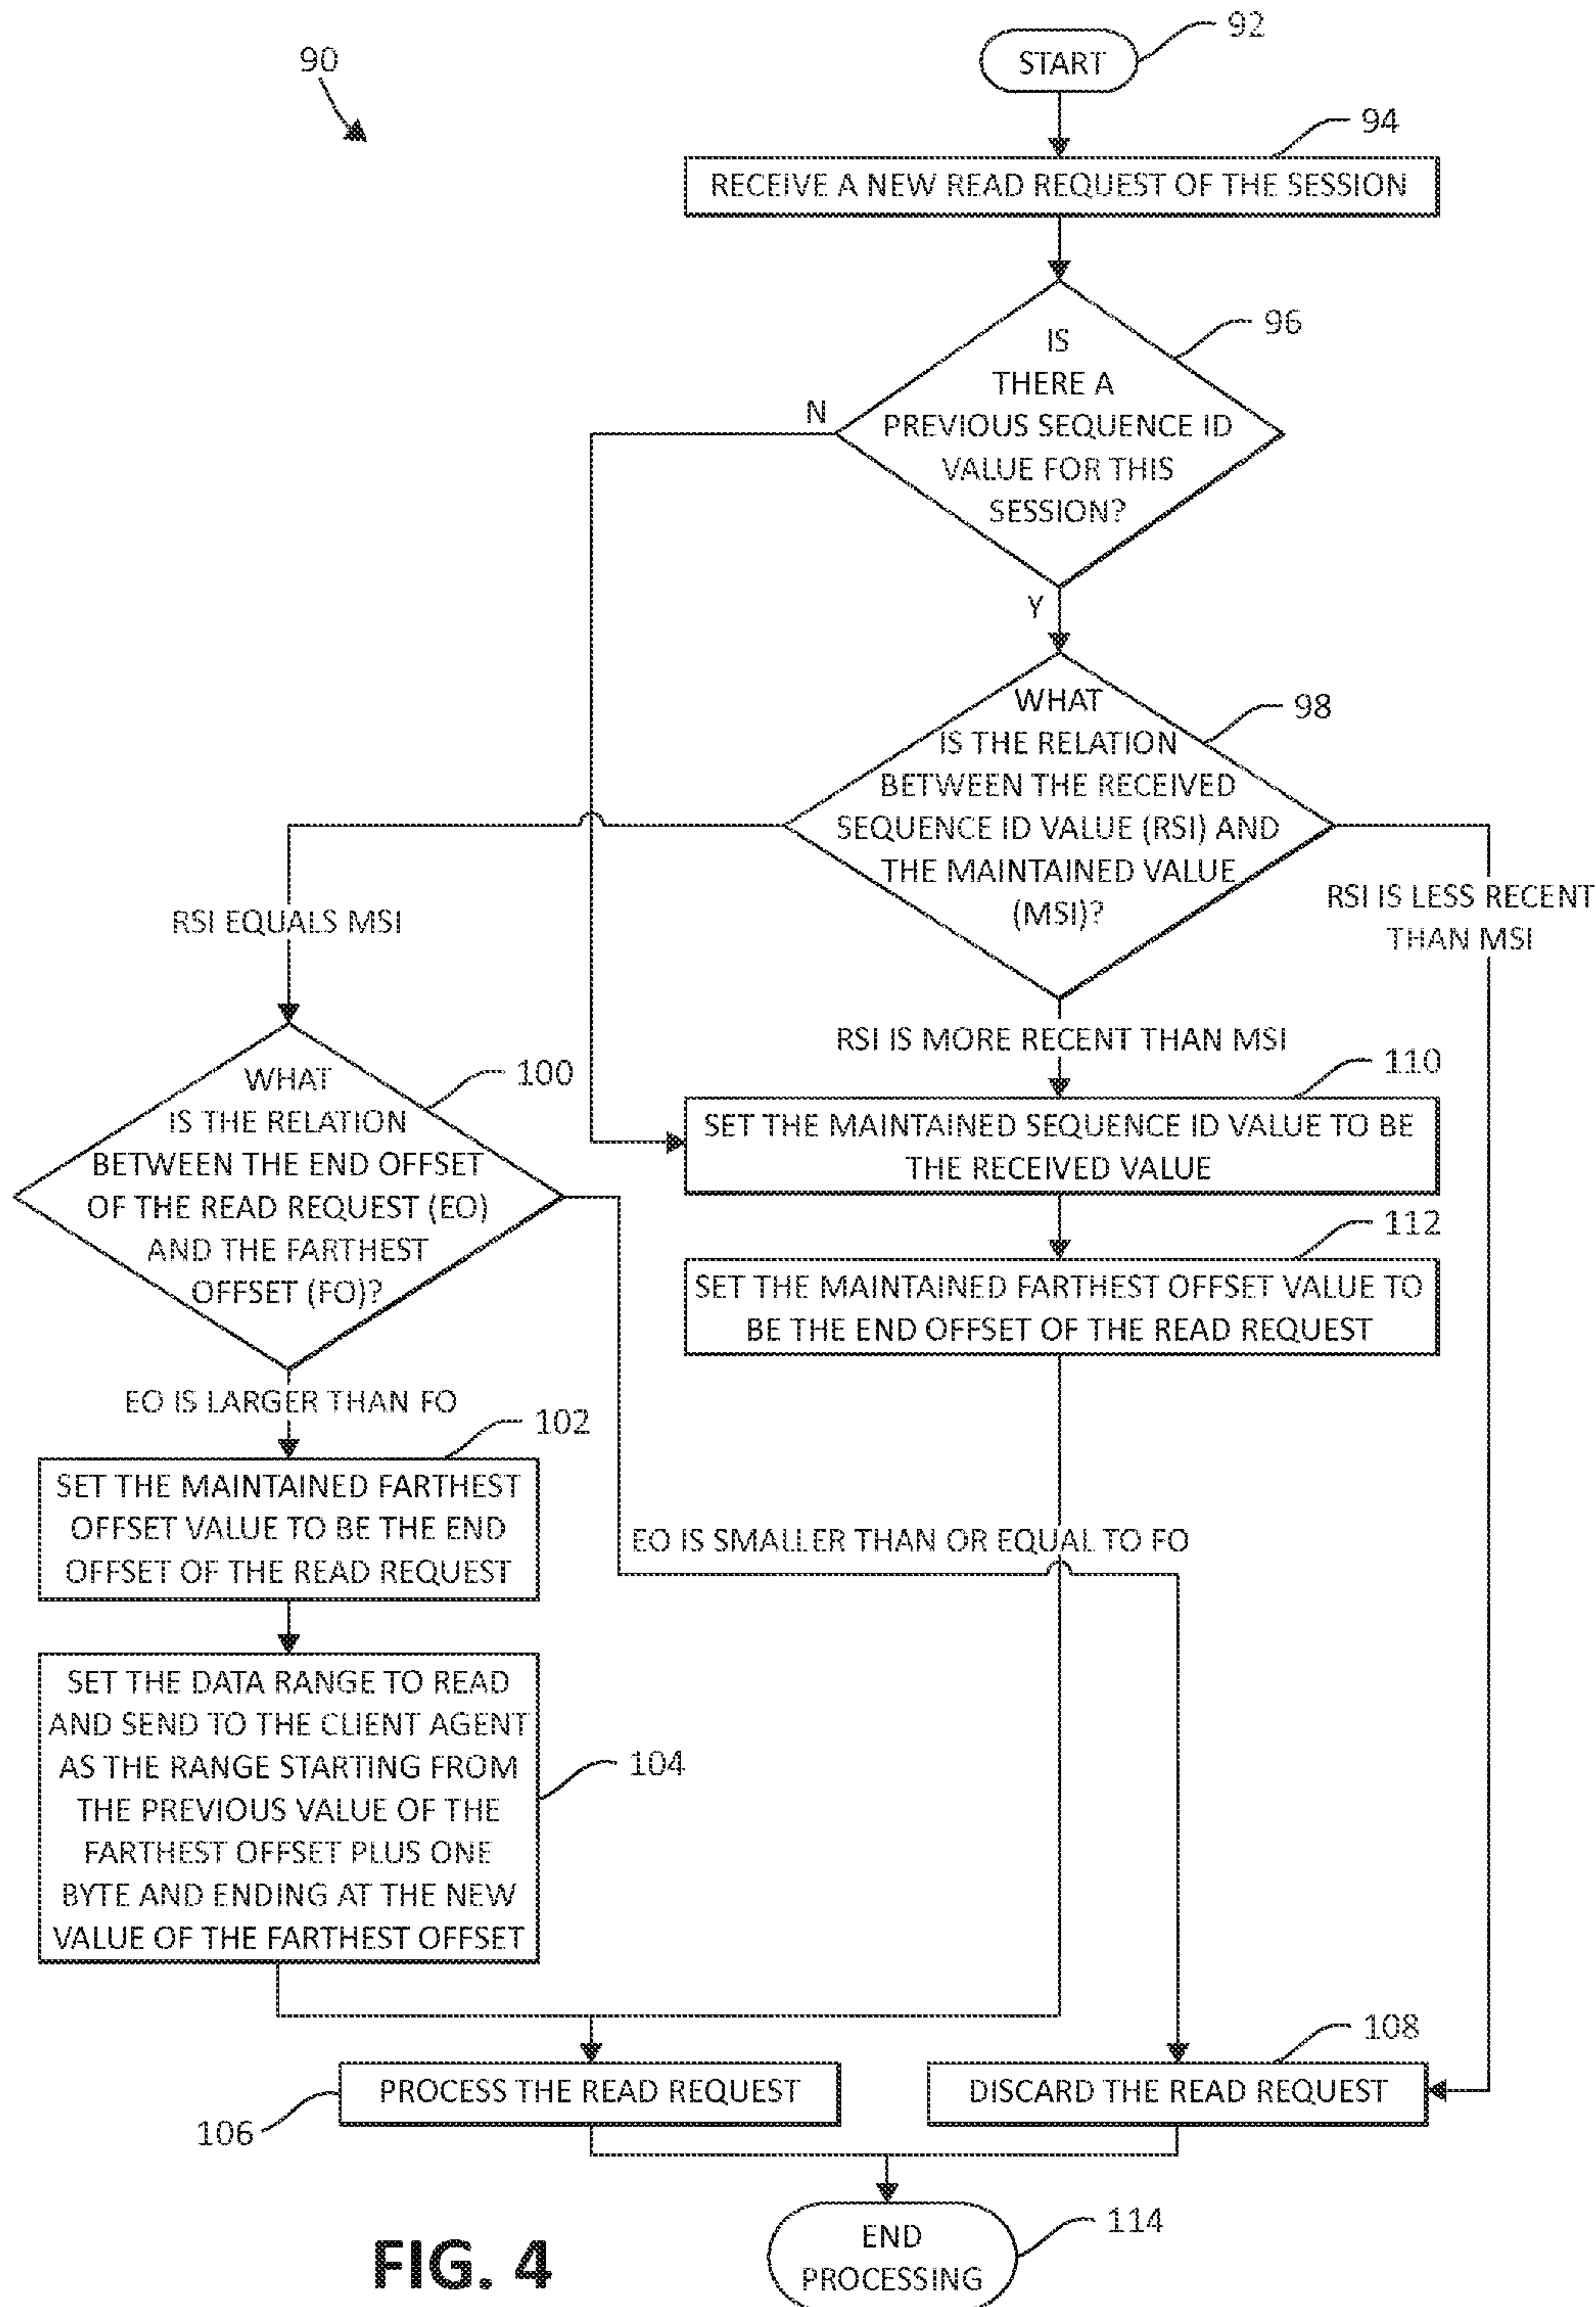 90
92
START
94
RECEIVE A NEW READ REQUEST OF THE SESSION
96
IS
THERE A
PREVIOUS SEQUENCE ID
VALUE FOR THIS
SESSION?
N
Y
98
WHAT
IS THE RELATION
BETWEEN THE RECEIVED
SEQUENCE ID VALUE (RSI) AND
THE MAINTAINED VALUE
(MSI)?
RSI IS LESS RECENT
THAN MSI
RSI EQUALS MSI
RSI IS MORE RECENT THAN MSI
100
WHAT
IS THE RELATION
BETWEEN THE END OFFSET
OF THE READ REQUEST (EO)
AND THE FARTHEST
OFFSET (FO)?
110
SET THE MAINTAINED SEQUENCE ID VALUE TO BE
THE RECEIVED VALUE
112
SET THE MAINTAINED FARTHEST OFFSET VALUE TO
BE THE END OFFSET OF THE READ REQUEST
EO IS LARGER THAN FO
102
SET THE MAINTAINED FARTHEST
OFFSET VALUE TO BE THE END
OFFSET OF THE READ REQUEST
EO IS SMALLER THAN OR EQUAL TO FO
SET THE DATA RANGE TO READ
AND SEND TO THE CLIENT AGENT
AS THE RANGE STARTING FROM
THE PREVIOUS VALUE OF THE
FARTHEST OFFSET PLUS ONE
BYTE AND ENDING AT THE NEW
VALUE OF THE FARTHEST OFFSET
104
108
PROCESS THE READ REQUEST
DISCARD THE READ REQUEST
106
END
PROCESSING
114
FIG. 4